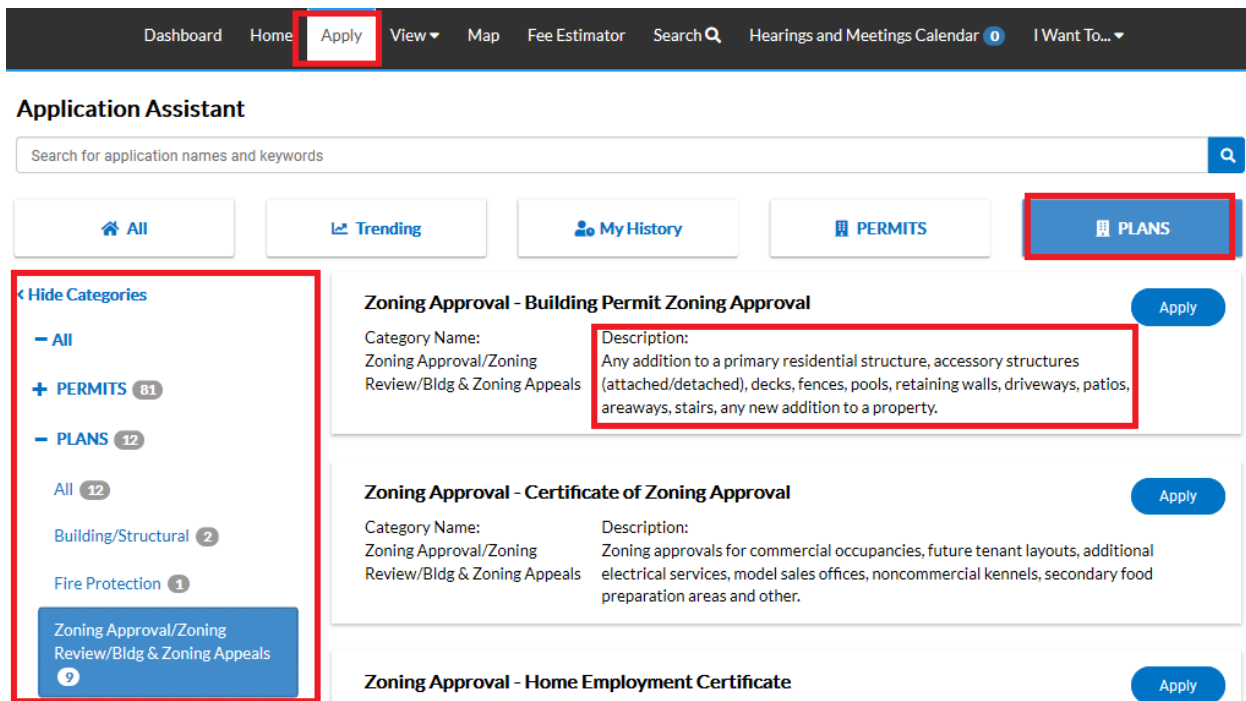 Dashboard Home Apply View Map Fee Estimator Search Hearings and Meetings Calendar 0 I Want To...
Application Assistant
Search for application names and keywords
All Trending My History PERMITS PLANS
Hide Categories
All
PERMITS 81
PLANS 12
All 12
Building/Structural 2
Fire Protection 1
Zoning Approval/Zoning
Review/Bldg & Zoning Appeals
9
Zoning Approval - Building Permit Zoning Approval
Apply
Category Name:
Zoning Approval/Zoning
Review/Bldg & Zoning Appeals
Description:
Any addition to a primary residential structure, accessory structures
(attached/detached), decks, fences, pools, retaining walls, driveways, patios,
areaways, stairs, any new addition to a property.
Zoning Approval - Certificate of Zoning Approval
Apply
Category Name:
Zoning Approval/Zoning
Review/Bldg & Zoning Appeals
Description:
Zoning approvals for commercial occupancies, future tenant layouts, additional
electrical services, model sales offices, noncommercial kennels, secondary food
preparation areas and other.
Zoning Approval - Home Employment Certificate
Apply